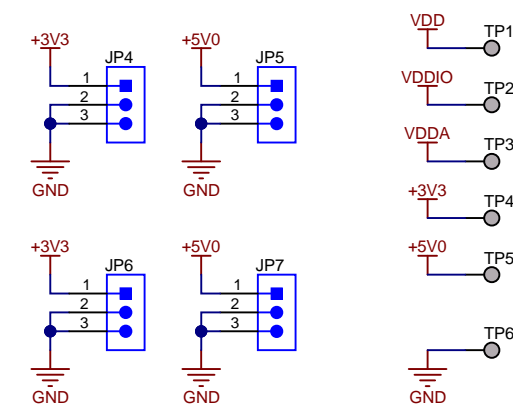 +3V3
JP4
1
2
3
GND
+5V0
JP5
1
2
3
GND
VDD
TP1
VDDIO
TP2
VDDA
TP3
+3V3
TP4
+5V0
TP5
GND
TP6
+3V3
JP6
1
2
3
GND
+5V0
JP7
1
2
3
GND